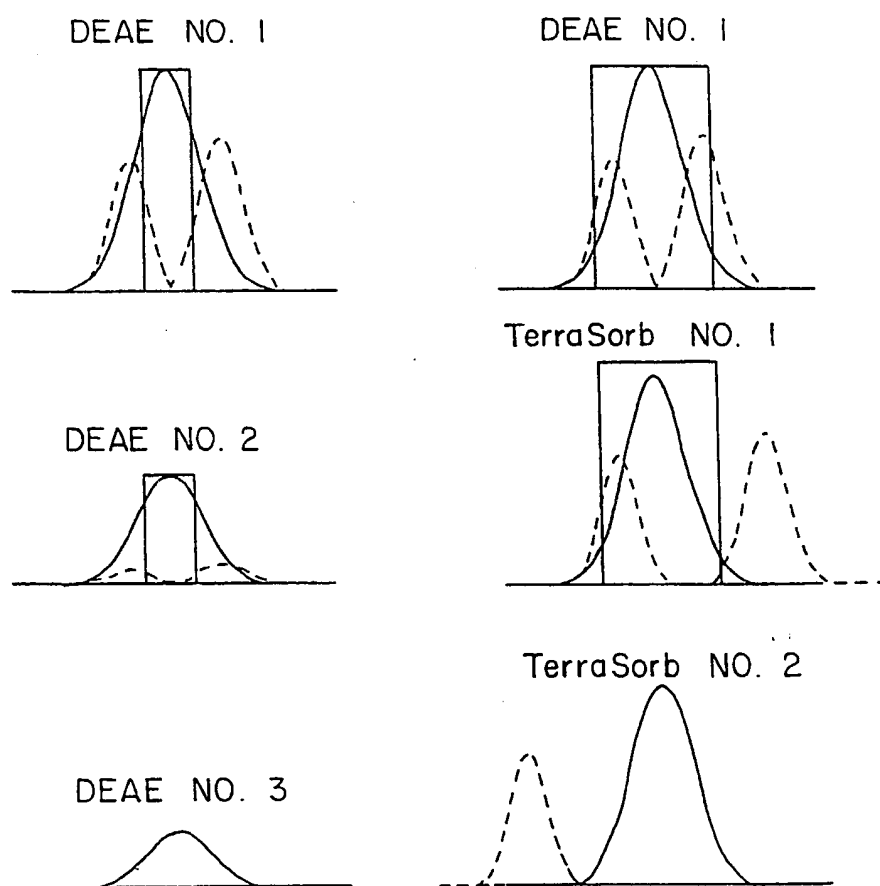 DEAE NO. 1
DEAE NO. 2
DEAE NO. 3
DEAE NO. 1
TerraSorb NO. 1
TerraSorb NO. 2